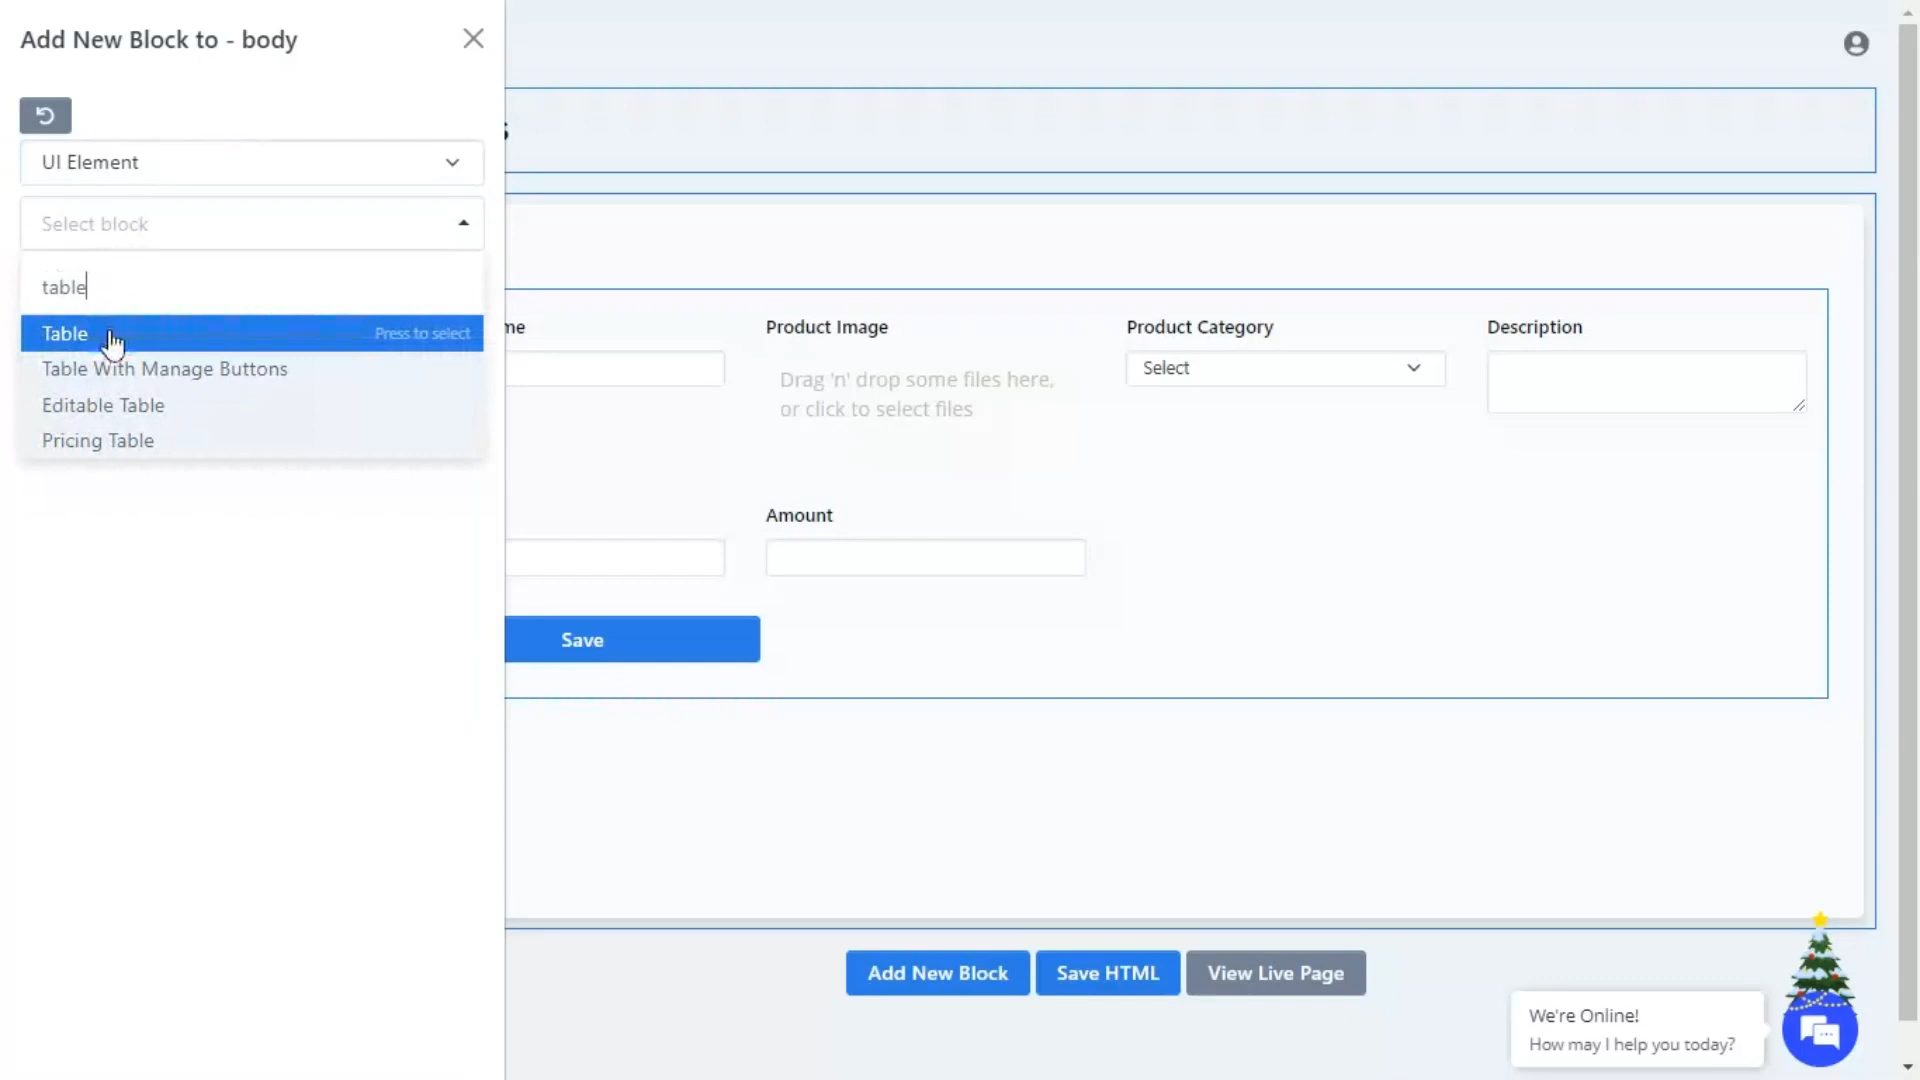 Add New Block to - body
UI Element
Select block
table
Table
Press to select
Table With Manage Buttons
Editable Table
Pricing Table
Product Image
Product Category
Description
Drag 'n' drop some files here,
or click to select files
Select
Amount
Save
Add New Block
Save HTML
View Live Page
We're Online!
How may I help you today?